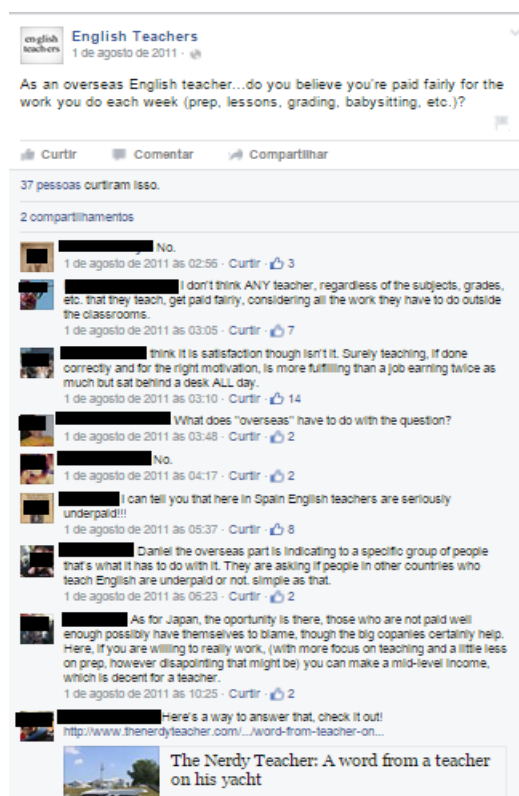 english
teachers
English Teachers
1 de agosto de 2011 ·
As an overseas English teacher...do you believe you're paid fairly for the
work you do each week (prep, lessons, grading, babysitting, etc.)?
Curtir Comentar Compartilhar
37 pessoas curtiram isso.
2 compartilhamentos
No.
1 de agosto de 2011 às 02:56 · Curtir · 3
I don't think ANY teacher, regardless of the subjects, grades,
etc. that they teach, get paid fairly, considering all the work they have to do outside
the classrooms.
1 de agosto de 2011 às 03:05 · Curtir · 7
think it is satisfaction though isn't it. Surely teaching, if done
correctly and for the right motivation, is more fulfilling than a job earning twice as
much but sat behind a desk ALL day.
1 de agosto de 2011 às 03:10 · Curtir · 14
What does "overseas" have to do with the question?
1 de agosto de 2011 às 03:48 · Curtir · 2
No.
1 de agosto de 2011 às 04:17 · Curtir · 2
I can tell you that here in Spain English teachers are seriously
underpaid!!!
1 de agosto de 2011 às 05:37 · Curtir · 8
Daniel the overseas part is indicating to a specific group of people
that's what it has to do with it. They are asking if people in other countries who
teach English are underpaid or not. simple as that.
1 de agosto de 2011 às 06:23 · Curtir · 2
As for Japan, the oportunity is there, those who are not paid well
enough possibly have themselves to blame, though the big copanies certainly help.
Here, if you are willing to really work, (with more focus on teaching and a little less
on prep, however disapointing that might be) you can make a mid-level income,
which is decent for a teacher.
1 de agosto de 2011 às 10:25 · Curtir · 2
Here's a way to answer that, check it out!
http://www.thenerdyteacher.com/.../word-from-teacher-on...
The Nerdy Teacher: A word from a teacher
on his yacht